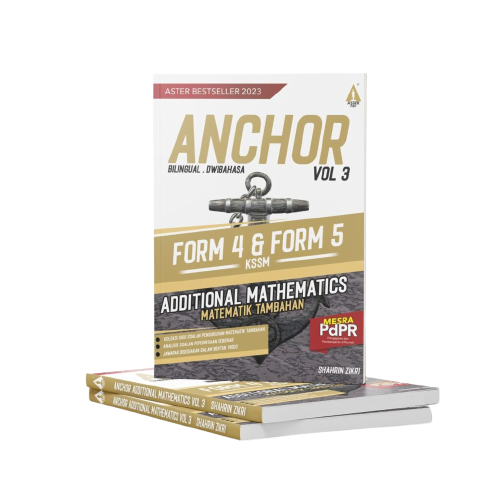 ASTER BESTSELLER 2023
ASTER
ANCHOR
BILINGUAL . DWIBAHASA
VOL 3
FORM 4 & FORM 5
KSSM
ADDITIONAL MATHEMATICS
MATEMATIK TAMBAHAN
MESRA
PdPR
SHAHRIN ZIKRI
ANCHOR ADDITIONAL MATHEMATICS VOL 3 SHAHRIN ZIKRI
ANCHOR ADDITIONAL MATHEMATICS VOL 3 SHAHRIN ZIKRI